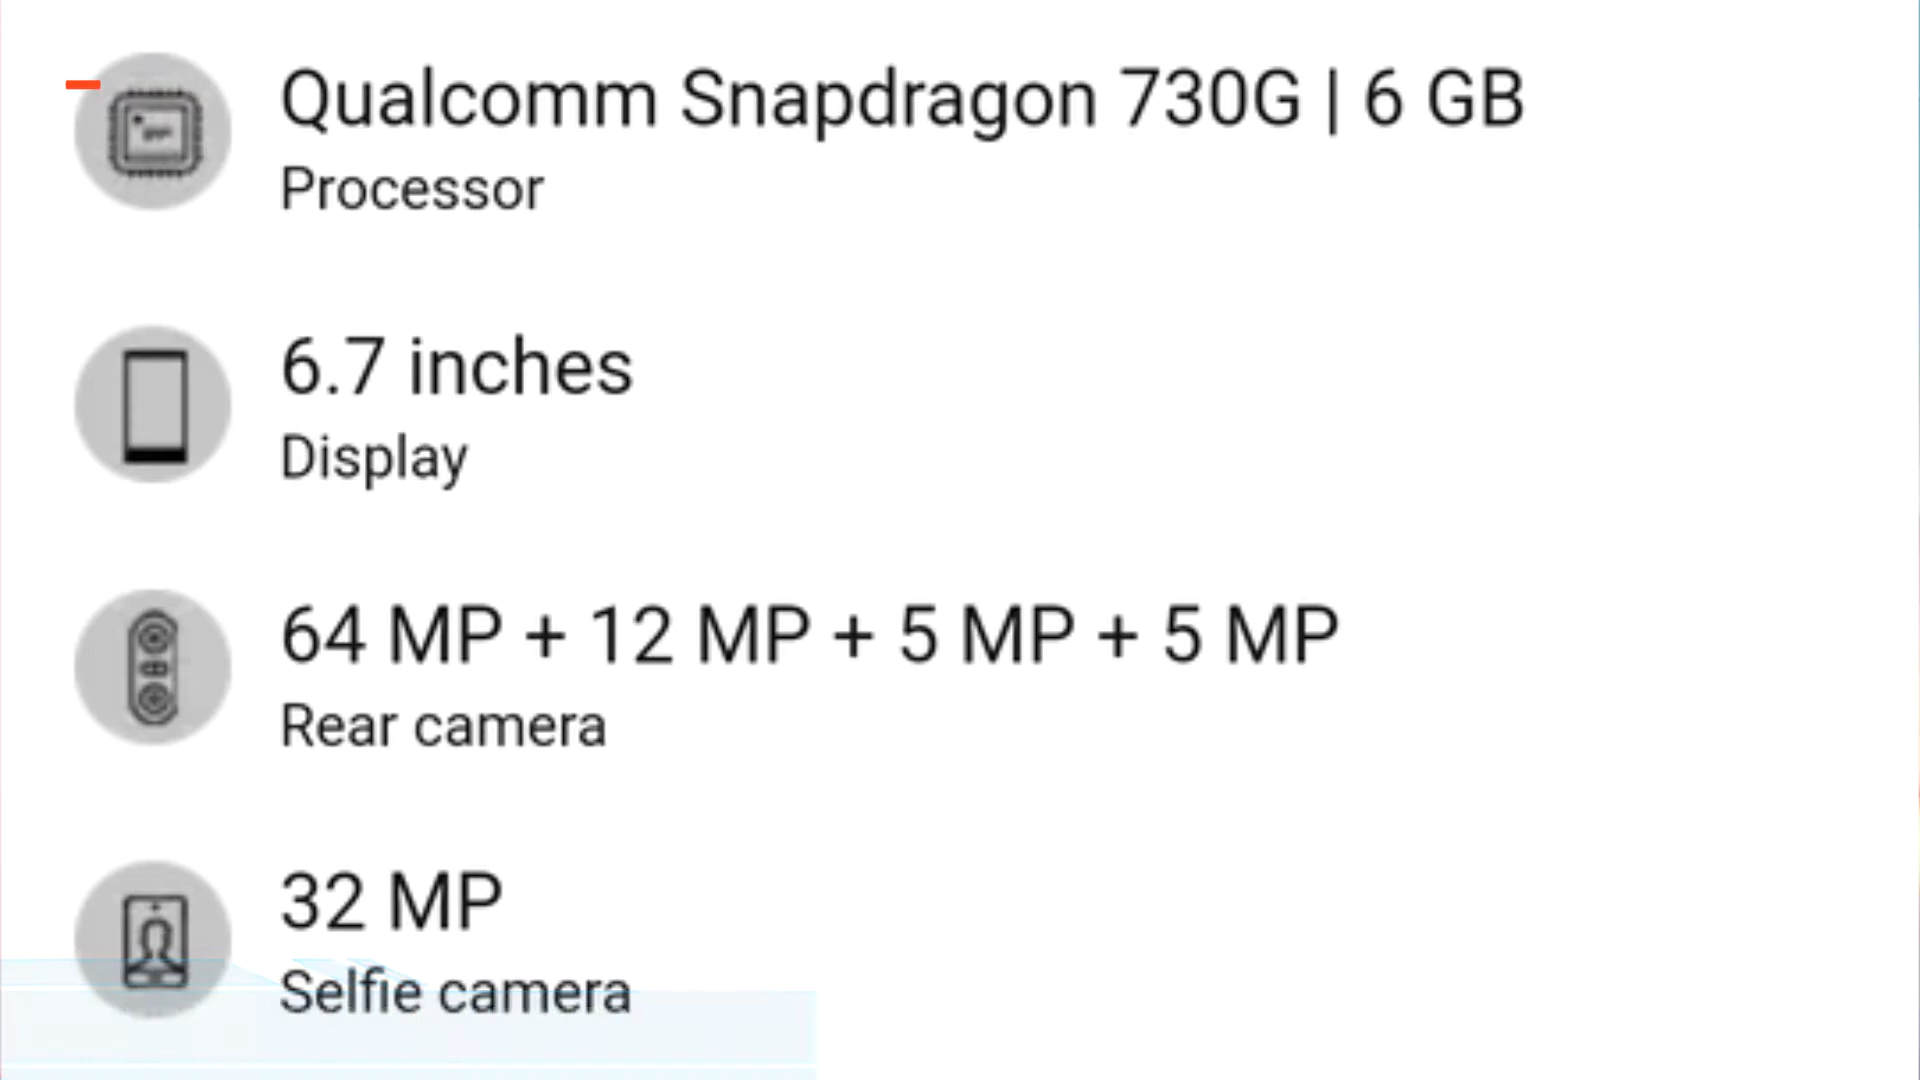 Qualcomm Snapdragon 730G | 6 GB
Processor
6.7 inches
Display
64 MP + 12 MP + 5 MP + 5 MP
Rear camera
32 MP
Selfie camera